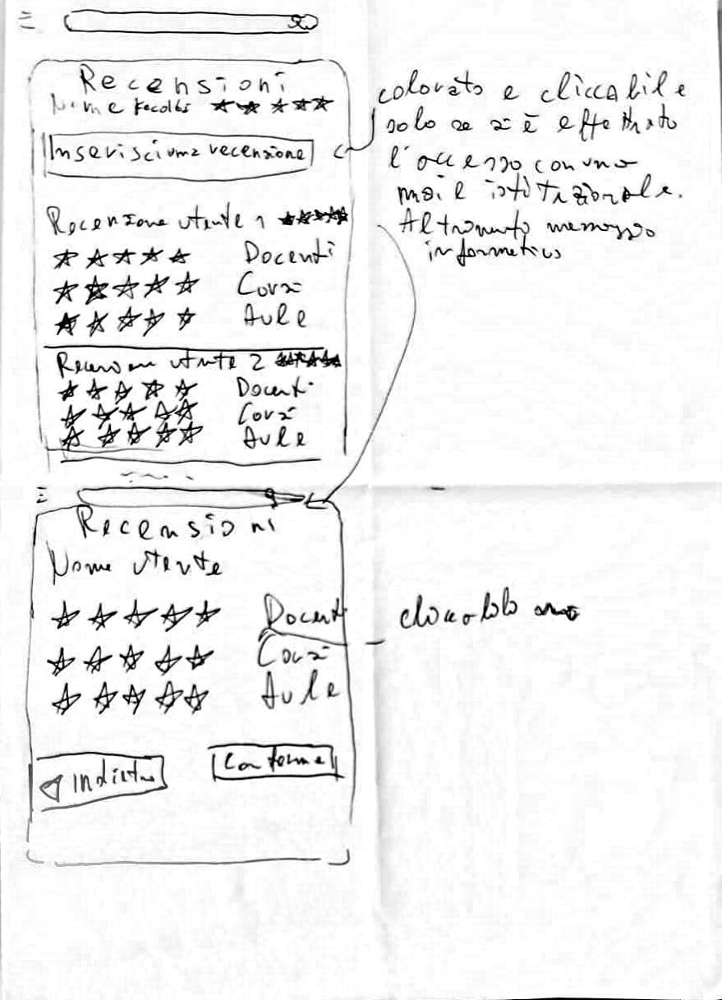 Recensioni
Nome Facoltà
Inserisci una recensione
colorato e cliccabile
solo se si è effettuato
l'accesso con una
mail istituzionale.
Altrimenti messaggio
informativo
Recensione utente 1
Docenti
Corsi
Aule
Recensione utente 2
Docenti
Corsi
Aule
Recensioni
Nome utente
Docenti
Corsi
Aule
Indietro
Conferma